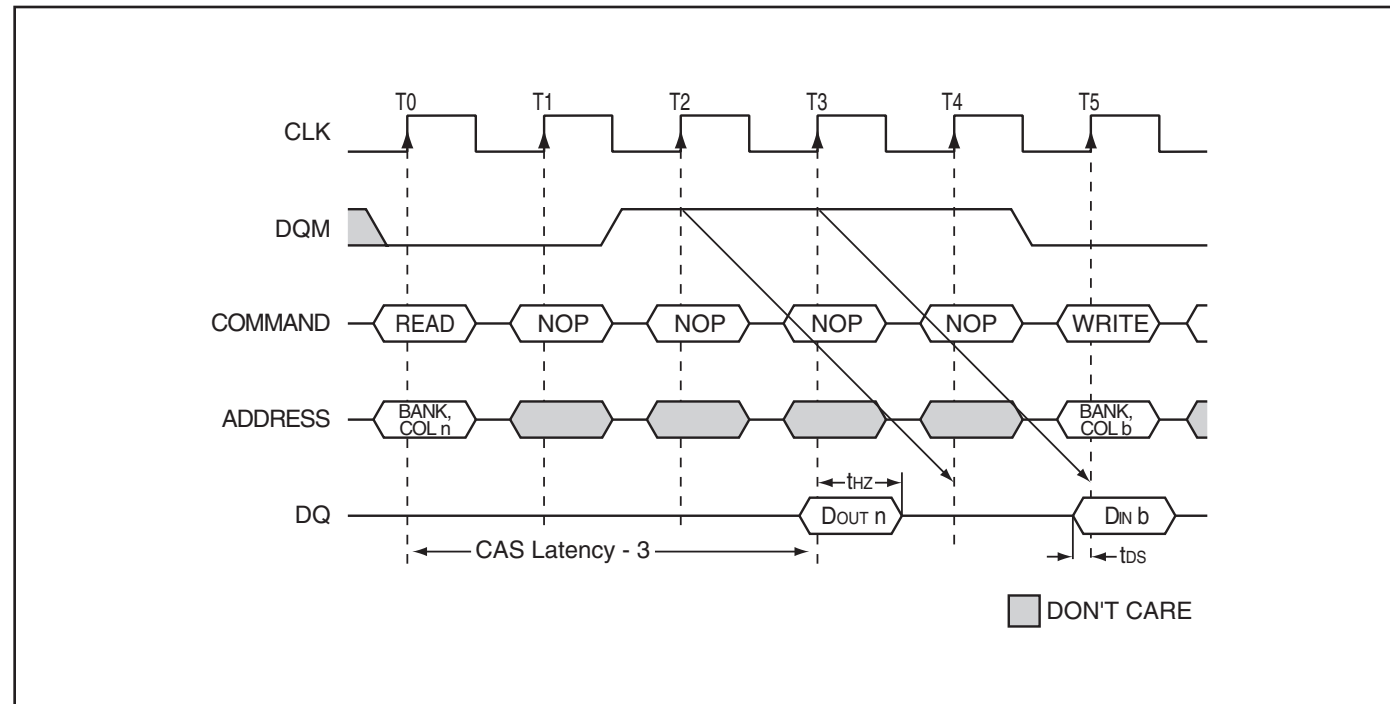 T0 T1 T2 T3 T4 T5
CLK
DQM
COMMAND READ NOP NOP NOP NOP WRITE
ADDRESS BANK, COL n BANK, COL b
tHZ
DQ DOUT n DIN b
CAS Latency - 3 tDS
DON'T CARE